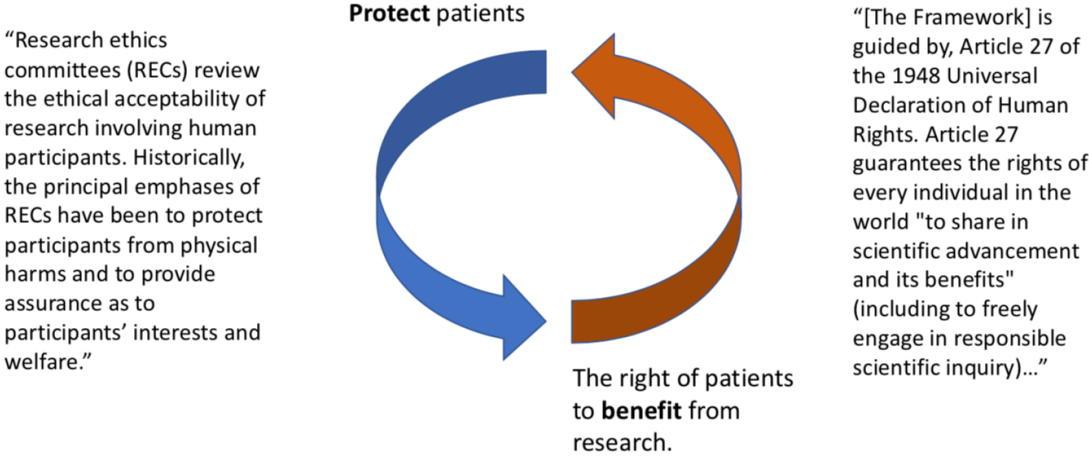 Protect patients
“Research ethics
committees (RECs) review
the ethical acceptability of
research involving human
participants. Historically,
the principal emphases of
RECs have been to protect
participants from physical
harms and to provide
assurance as to
participants’ interests and
welfare.”
The right of patients
to benefit from
research.
“[The Framework] is
guided by, Article 27 of
the 1948 Universal
Declaration of Human
Rights. Article 27
guarantees the rights of
every individual in the
world "to share in
scientific advancement
and its benefits"
(including to freely
engage in responsible
scientific inquiry)…”